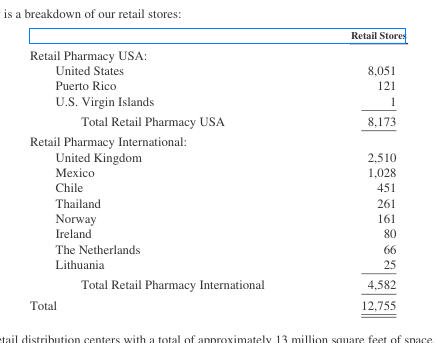 is a breakdown of our retail stores:
Retail Stores
Retail Pharmacy USA:
United States 8,051
Puerto Rico 121
U.S. Virgin Islands 1
Total Retail Pharmacy USA 8,173
Retail Pharmacy International:
United Kingdom 2,510
Mexico 1,028
Chile 451
Thailand 261
Norway 161
Ireland 80
The Netherlands 66
Lithuania 25
Total Retail Pharmacy International 4,582
Total 12,755
etail distribution centers with a total of approximately 13 million square feet of space.